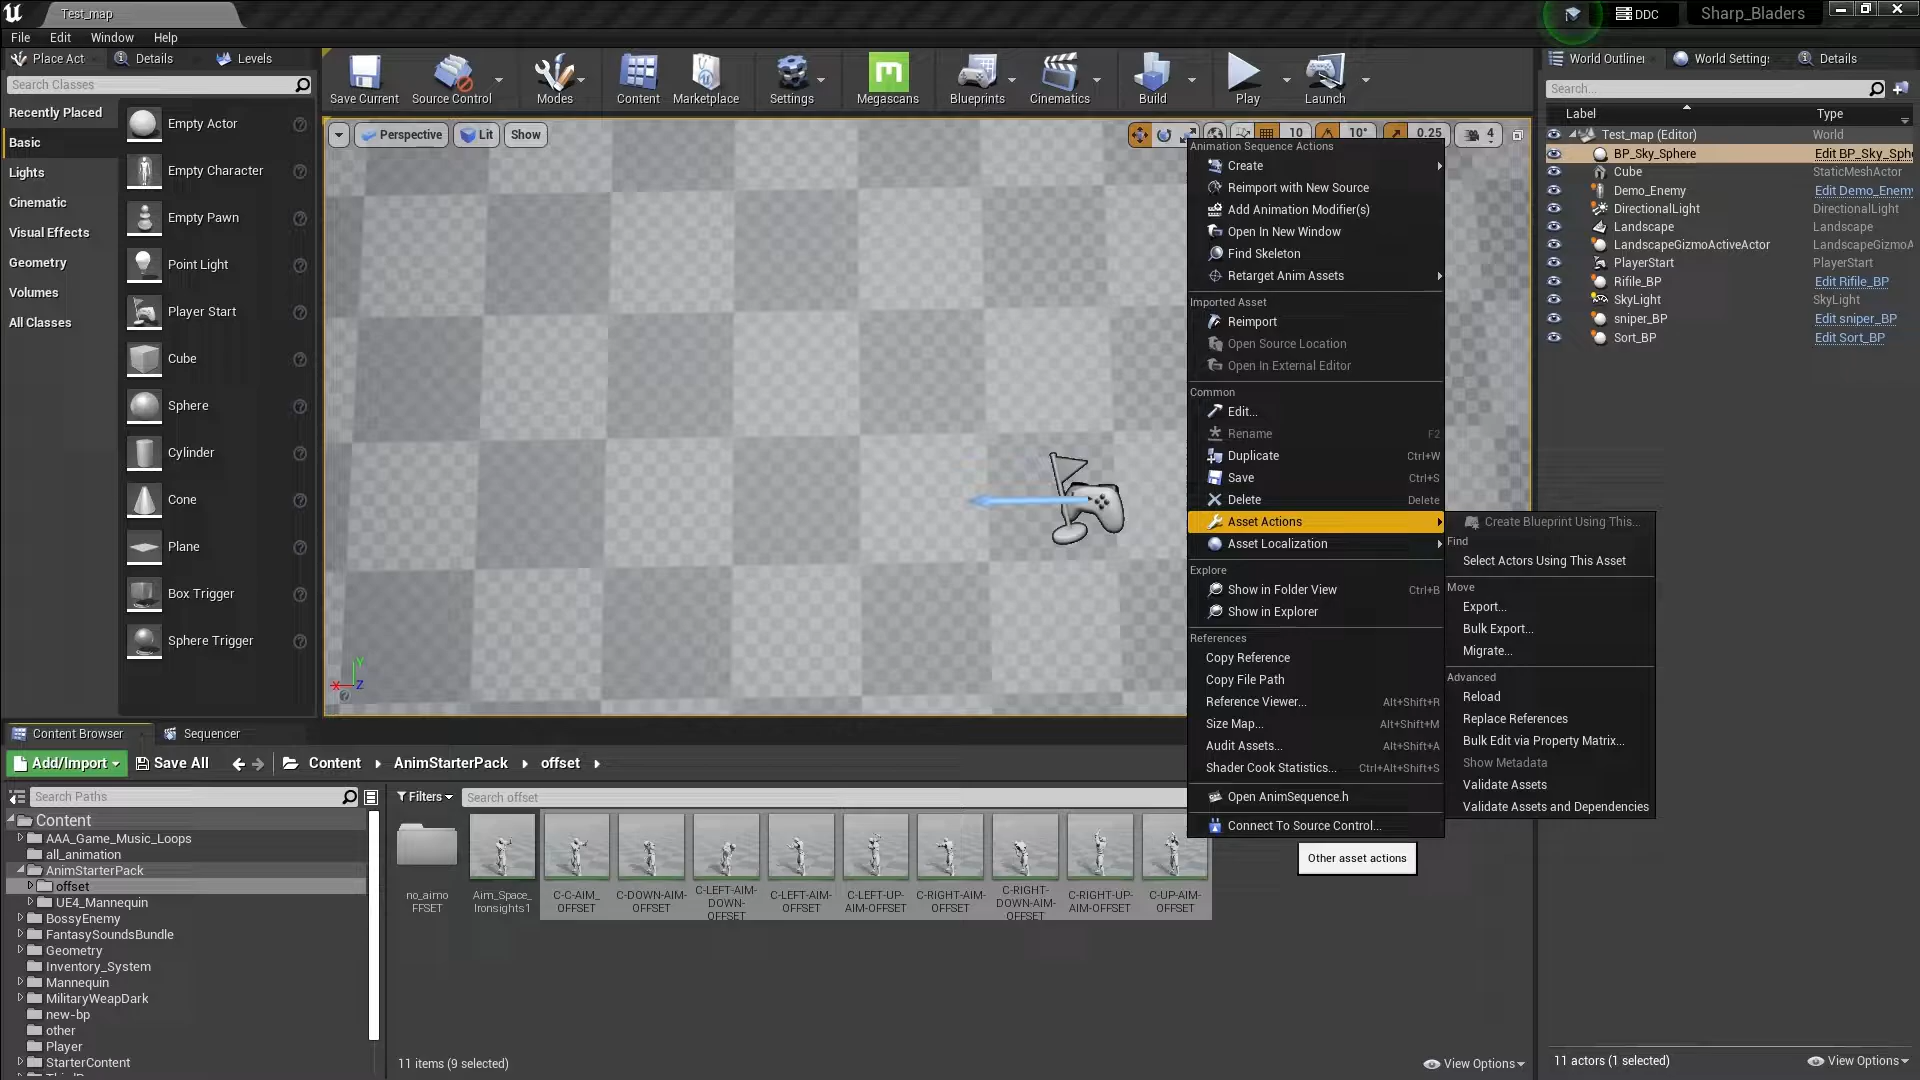 Test_map
DDC
Sharp_Bladers
File
Edit
Window
Help
Place Act
Details
Levels
Search Classes
Recently Placed
Basic
Lights
Cinematic
Visual Effects
Geometry
Volumes
All Classes
Empty Actor
Empty Character
Empty Pawn
Point Light
Player Start
Cube
Sphere
Cylinder
Cone
Plane
Box Trigger
Sphere Trigger
Save Current
Source Control
Modes
Content
Marketplace
Settings
Megascans
Blueprints
Cinematics
Build
Play
Launch
Perspective
Lit
Show
10
10°
0.25
4
X
Y
Z
Animation Sequence Actions
Create
Reimport with New Source
Add Animation Modifier(s)
Open In New Window
Find Skeleton
Retarget Anim Assets
Imported Asset
Reimport
Open Source Location
Open In External Editor
Common
Edit...
Rename F2
Duplicate Ctrl+W
Save Ctrl+S
Delete Delete
Asset Actions
Asset Localization
Explore
Show in Folder View Ctrl+B
Show in Explorer
References
Copy Reference
Copy File Path
Reference Viewer... Alt+Shift+R
Size Map... Alt+Shift+M
Audit Assets... Alt+Shift+A
Shader Cook Statistics... Ctrl+Alt+Shift+S
Open AnimSequence.h
Connect To Source Control...
Create Blueprint Using This...
Find
Select Actors Using This Asset
Move
Export...
Bulk Export...
Migrate...
Advanced
Reload
Replace References
Bulk Edit via Property Matrix...
Show Metadata
Validate Assets
Validate Assets and Dependencies
Other asset actions
World Outliner
World Settings
Details
Search...
Label Type
Test_map (Editor) World
BP_Sky_Sphere Edit BP_Sky_Sphe
Cube StaticMeshActor
Demo_Enemy Edit Demo_Enemy
DirectionalLight DirectionalLight
Landscape Landscape
LandscapeGizmoActiveActor LandscapeGizmoA
PlayerStart PlayerStart
Rifile_BP Edit Rifile_BP
SkyLight SkyLight
sniper_BP Edit sniper_BP
Sort_BP Edit Sort_BP
11 actors (1 selected)
View Options
Content Browser
Sequencer
Add/Import
Save All
Content
AnimStarterPack
offset
Search Paths
Filters
Search offset
Content
AAA_Game_Music_Loops
all_animation
AnimStarterPack
offset
UE4_Mannequin
BossyEnemy
FantasySoundsBundle
Geometry
Inventory_System
Mannequin
MilitaryWeapDark
new-bp
other
Player
StarterContent
no_aimo
FFSET
Aim_Space_
Ironsights1
C-C-AIM_
OFFSET
C-DOWN-AIM-
OFFSET
C-LEFT-AIM-
DOWN-
OFFSET
C-LEFT-AIM-
OFFSET
C-LEFT-UP-
AIM-OFFSET
C-RIGHT-AIM-
OFFSET
C-RIGHT-
DOWN-AIM-
OFFSET
C-RIGHT-UP-
AIM-OFFSET
C-UP-AIM-
OFFSET
11 items (9 selected)
View Options